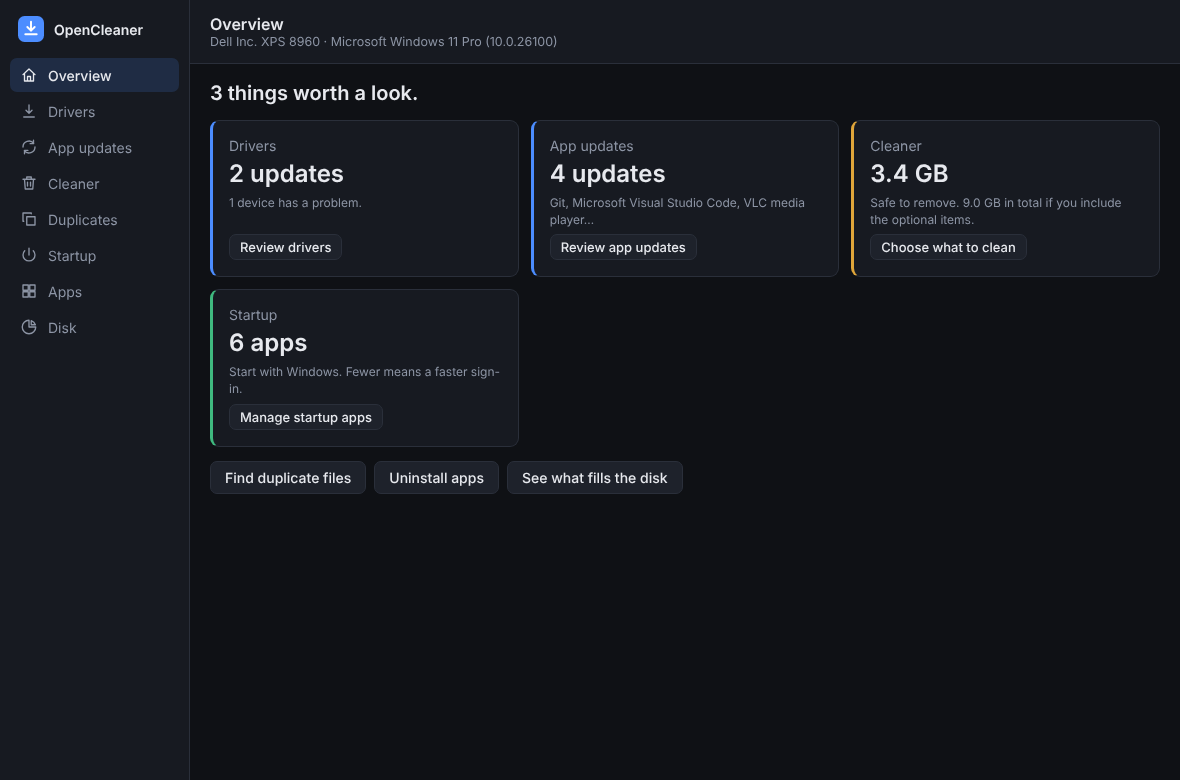 OpenCleaner
Overview
Drivers
App updates
Cleaner
Duplicates
Startup
Apps
Disk
Overview
Dell Inc. XPS 8960 · Microsoft Windows 11 Pro (10.0.26100)
3 things worth a look.
Drivers
2 updates
1 device has a problem.
Review drivers
App updates
4 updates
Git, Microsoft Visual Studio Code, VLC media
player...
Review app updates
Cleaner
3.4 GB
Safe to remove. 9.0 GB in total if you include
the optional items.
Choose what to clean
Startup
6 apps
Start with Windows. Fewer means a faster sign-
in.
Manage startup apps
Find duplicate files
Uninstall apps
See what fills the disk